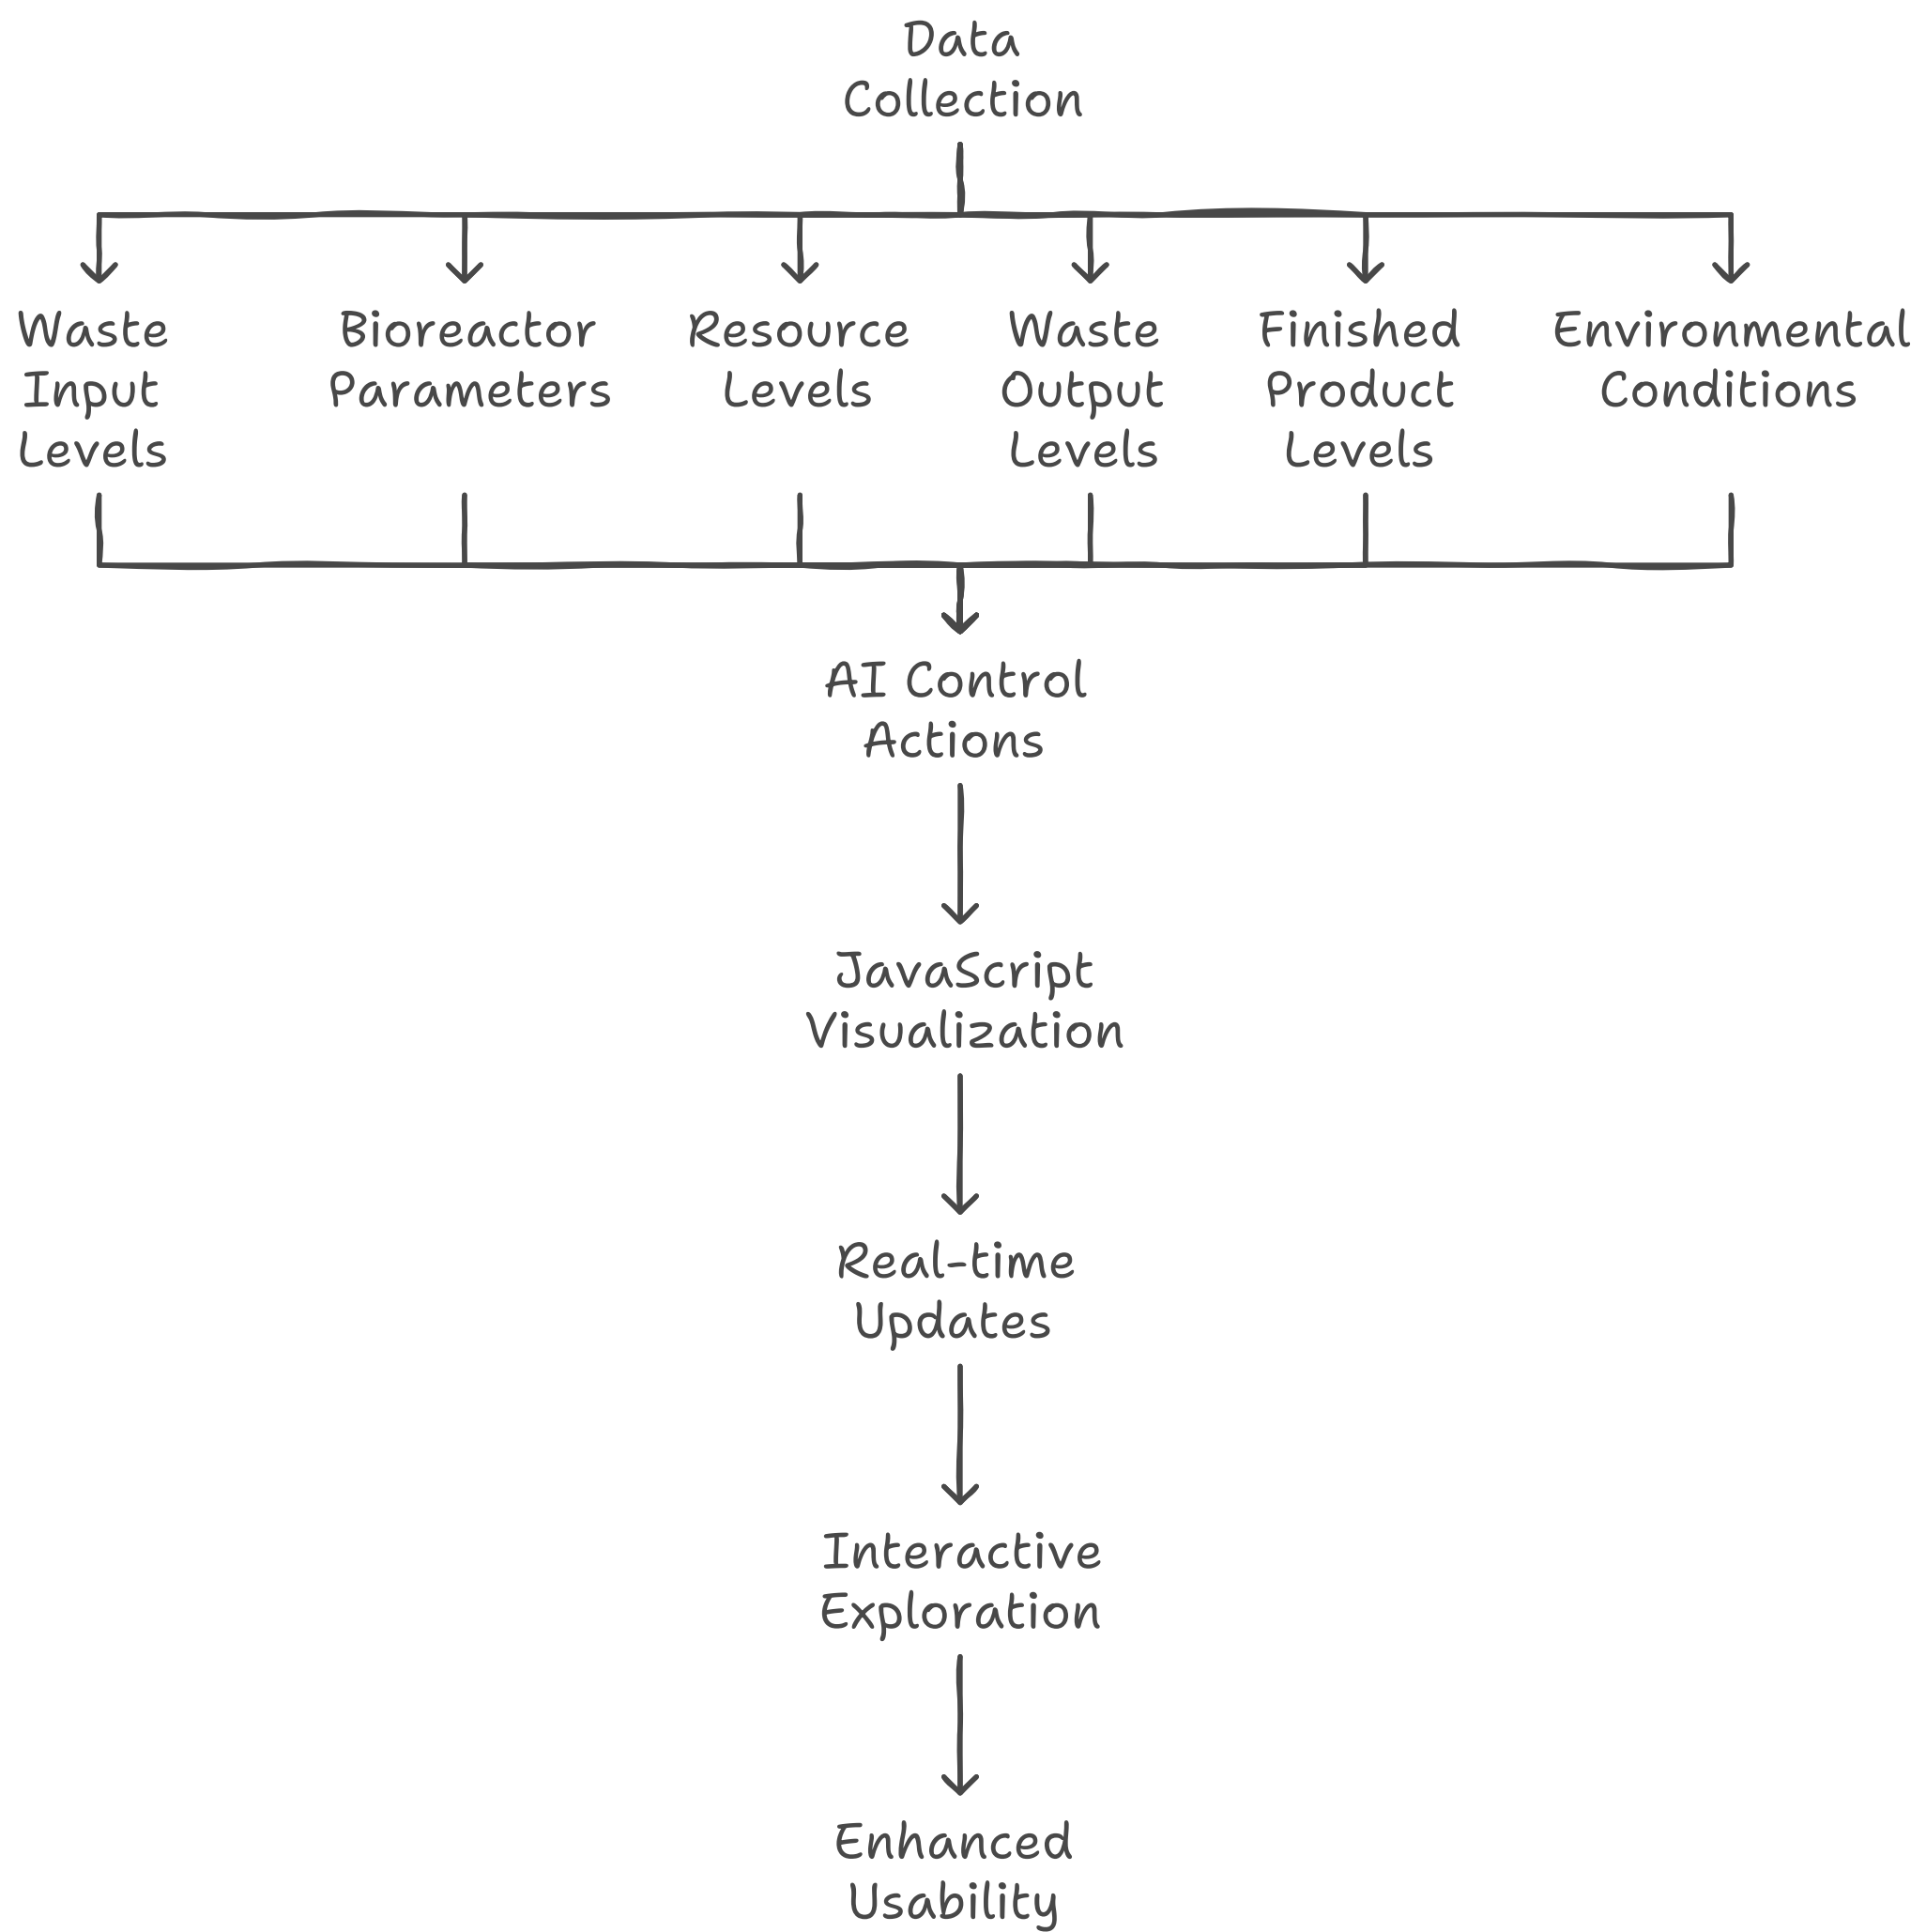 Data
Collection
Waste
Input
Levels
Bioreactor
Parameters
Resource
Levels
Waste
Output
Levels
Finished
Product
Levels
Environmental
Conditions
AI Control
Actions
JavaScript
Visualization
Real-time
Updates
Interactive
Exploration
Enhanced
Usability